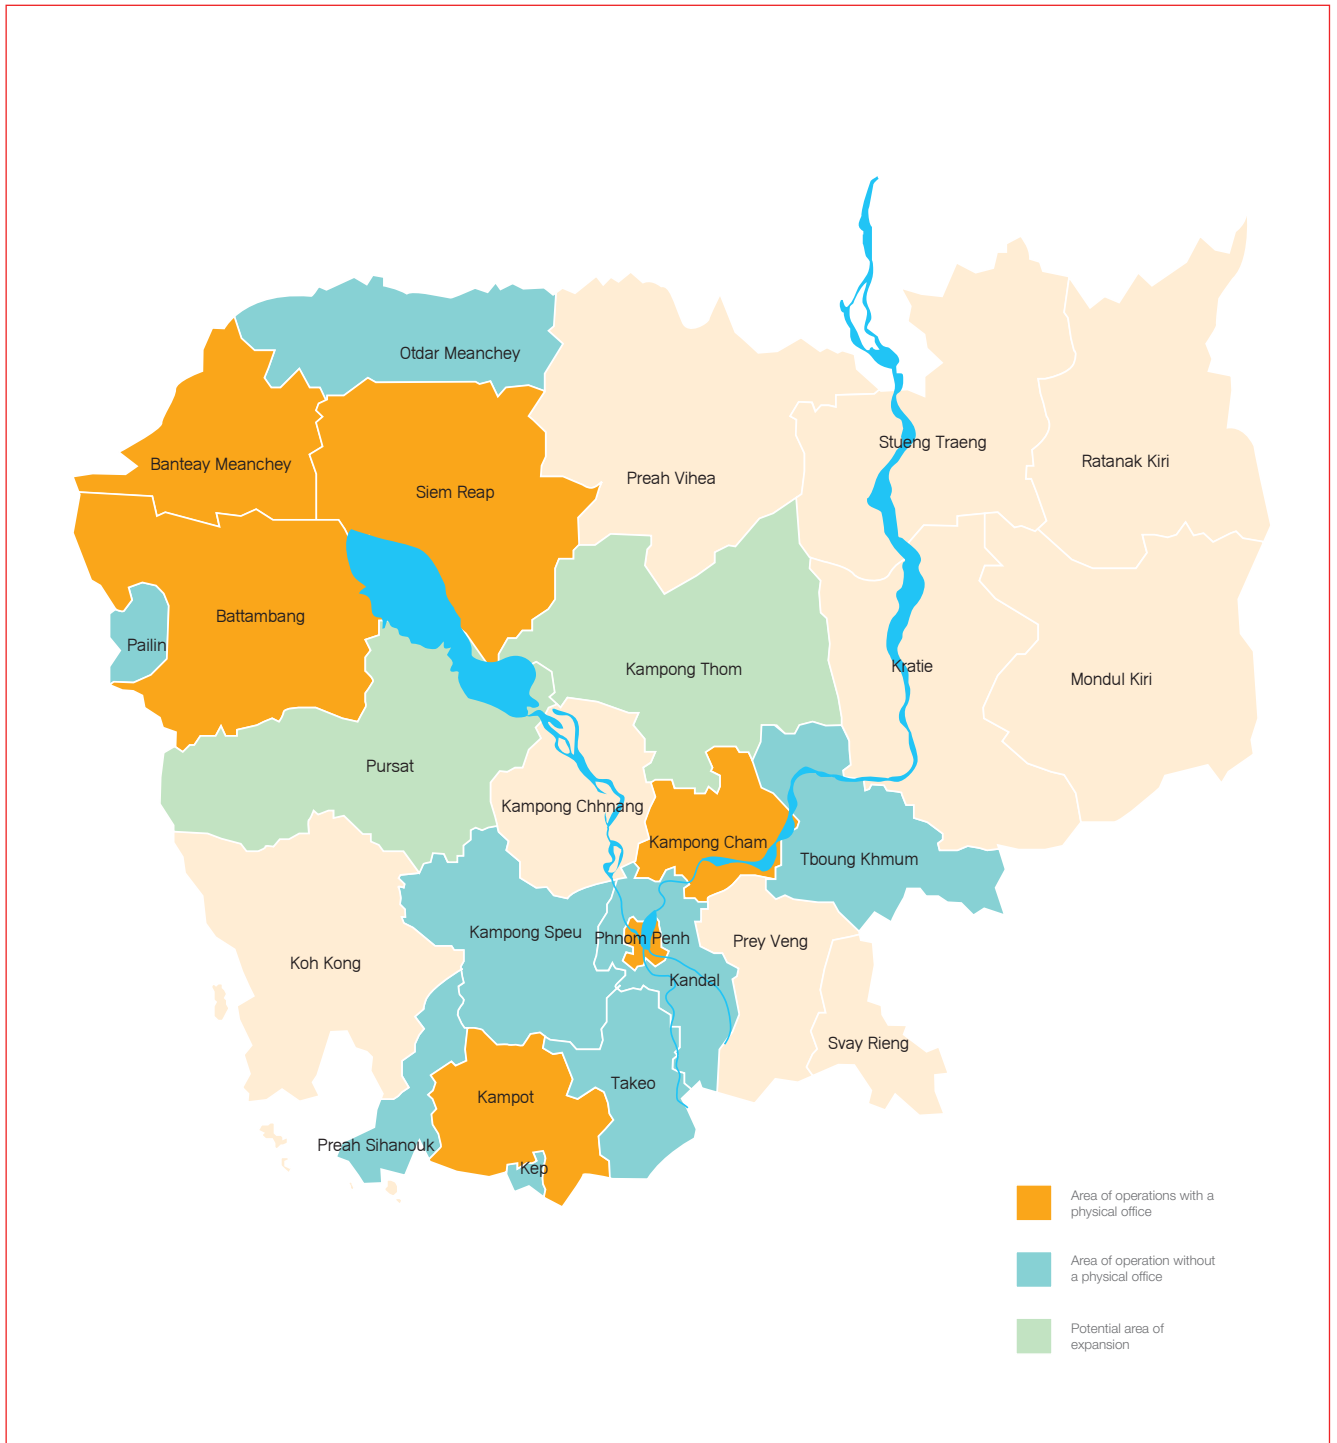 Otdar Meanchey
Stueng Traeng
Ratanak Kiri
Banteay Meanchey
Preah Vihea
Siem Reap
Battambang
Pailin
Kampong Thom
Kratie
Mondul Kiri
Pursat
Kampong Chhnang
Kampong Cham
Tboung Khmum
Kampong Speu
Phnom Penh
Prey Veng
Koh Kong
Kandal
Svay Rieng
Takeo
Kampot
Preah Sihanouk
Kep
Area of operations with a
physical office
Area of operation without
a physical office
Potential area of
expansion